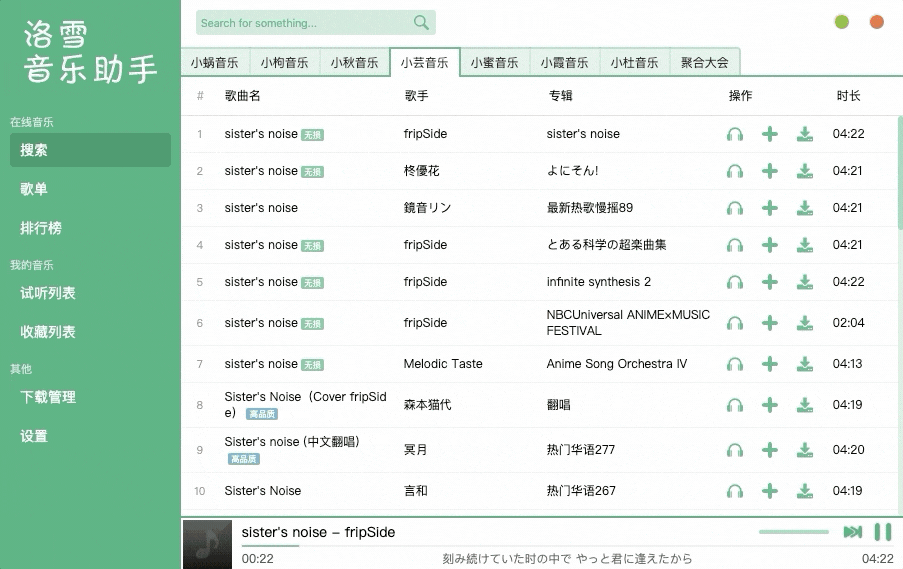 洛雪
音乐助手
在线音乐
搜索
歌单
排行榜
我的音乐
试听列表
收藏列表
其他
下载管理
设置
Search for something...
小蜗音乐 小枸音乐 小秋音乐 小芸音乐 小蜜音乐 小霞音乐 小杜音乐 聚合大会
# 歌曲名 歌手 专辑 操作 时长
1 sister's noise 无损 fripSide sister's noise 04:22
2 sister's noise 无损 柊優花 よにそん! 04:21
3 sister's noise 鏡音リン 最新热歌慢摇89 04:21
4 sister's noise 无损 fripSide とある科学の超楽曲集 04:21
5 sister's noise 无损 fripSide infinite synthesis 2 04:22
6 sister's noise 无损 fripSide NBCUniversal ANIME×MUSIC
FESTIVAL 02:04
7 sister's noise 无损 Melodic Taste Anime Song Orchestra IV 04:13
8 Sister's Noise（Cover fripSid
e） 高品质 森本猫代 翻唱 04:19
9 Sister's noise (中文翻唱)
高品质 冥月 热门华语277 04:20
10 Sister's Noise 言和 热门华语267 04:19
sister's noise - fripSide
00:22 刻み続けていた时の中で やっと君に逢えたから 04:22